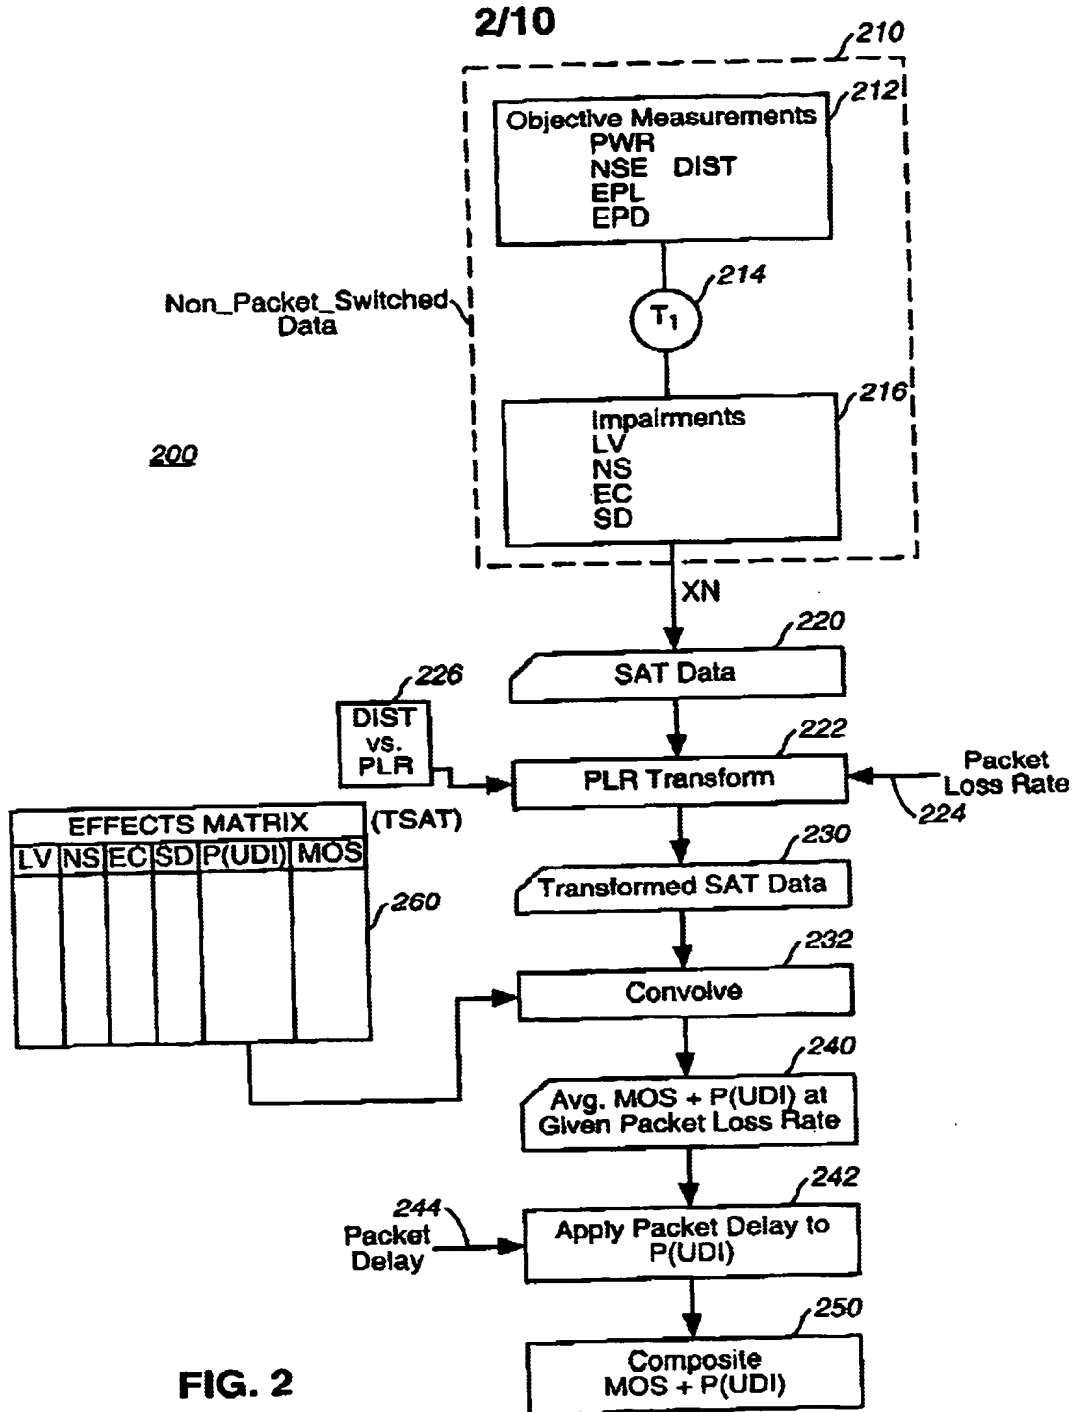 2/10
210
212
Objective Measurements
PWR
NSE DIST
EPL
EPD
214
T1
Non_Packet_Switched
Data
216
Impairments
LV
NS
EC
SD
200
XN
220
SAT Data
226
DIST
vs.
PLR
222
PLR Transform
Packet
Loss Rate
224
(TSAT)
EFFECTS MATRIX
LV NS EC SD P(UDI) MOS
260
230
Transformed SAT Data
232
Convolve
240
Avg. MOS + P(UDI) at
Given Packet Loss Rate
242
244
Packet
Delay
Apply Packet Delay to
P(UDI)
250
Composite
MOS + P(UDI)
FIG. 2